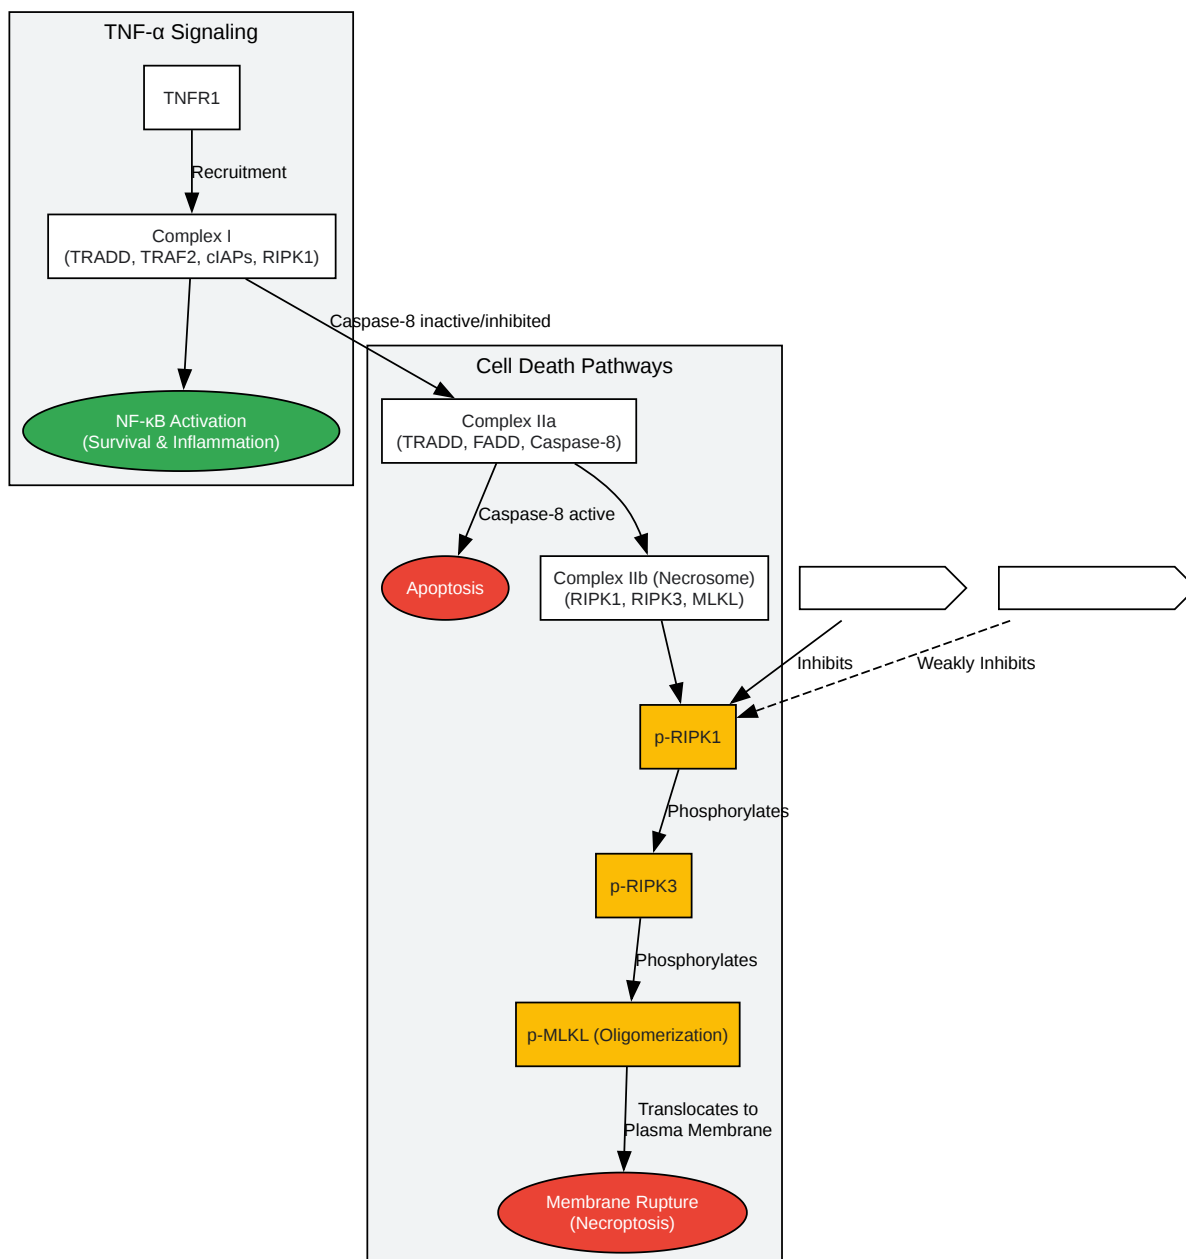 TNF-α Signaling
TNFR1
Recruitment
Complex I
(TRADD, TRAF2, cIAPs, RIPK1)
Caspase-8 inactive/inhibited
NF-κB Activation
(Survival & Inflammation)
Cell Death Pathways
Complex IIa
(TRADD, FADD, Caspase-8)
Caspase-8 active
Apoptosis
Complex IIb (Necrosome)
(RIPK1, RIPK3, MLKL)
Inhibits
Weakly Inhibits
p-RIPK1
Phosphorylates
p-RIPK3
Phosphorylates
p-MLKL (Oligomerization)
Translocates to
Plasma Membrane
Membrane Rupture
(Necroptosis)